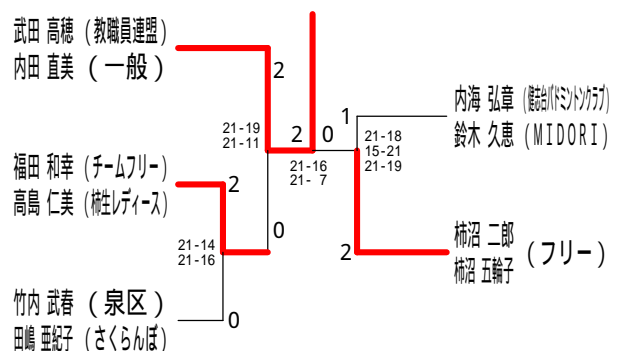 武田 高穂 (教職員連盟)
内田 直美 (一般)
2
21-19
21-11
2 0
21-16
21- 7
1
内海 弘章 (健志台バドミントンクラブ)
鈴木 久恵 (MIDORI)
21-18
15-21
21-19
福田 和幸 (チームフリー)
高島 仁美 (柿生レディース)
2
0
2
柿沼 二郎
柿沼 五輪子 (フリー)
21-14
21-16
竹内 武春 (泉区)
田嶋 亜紀子 (さくらんぼ)
0